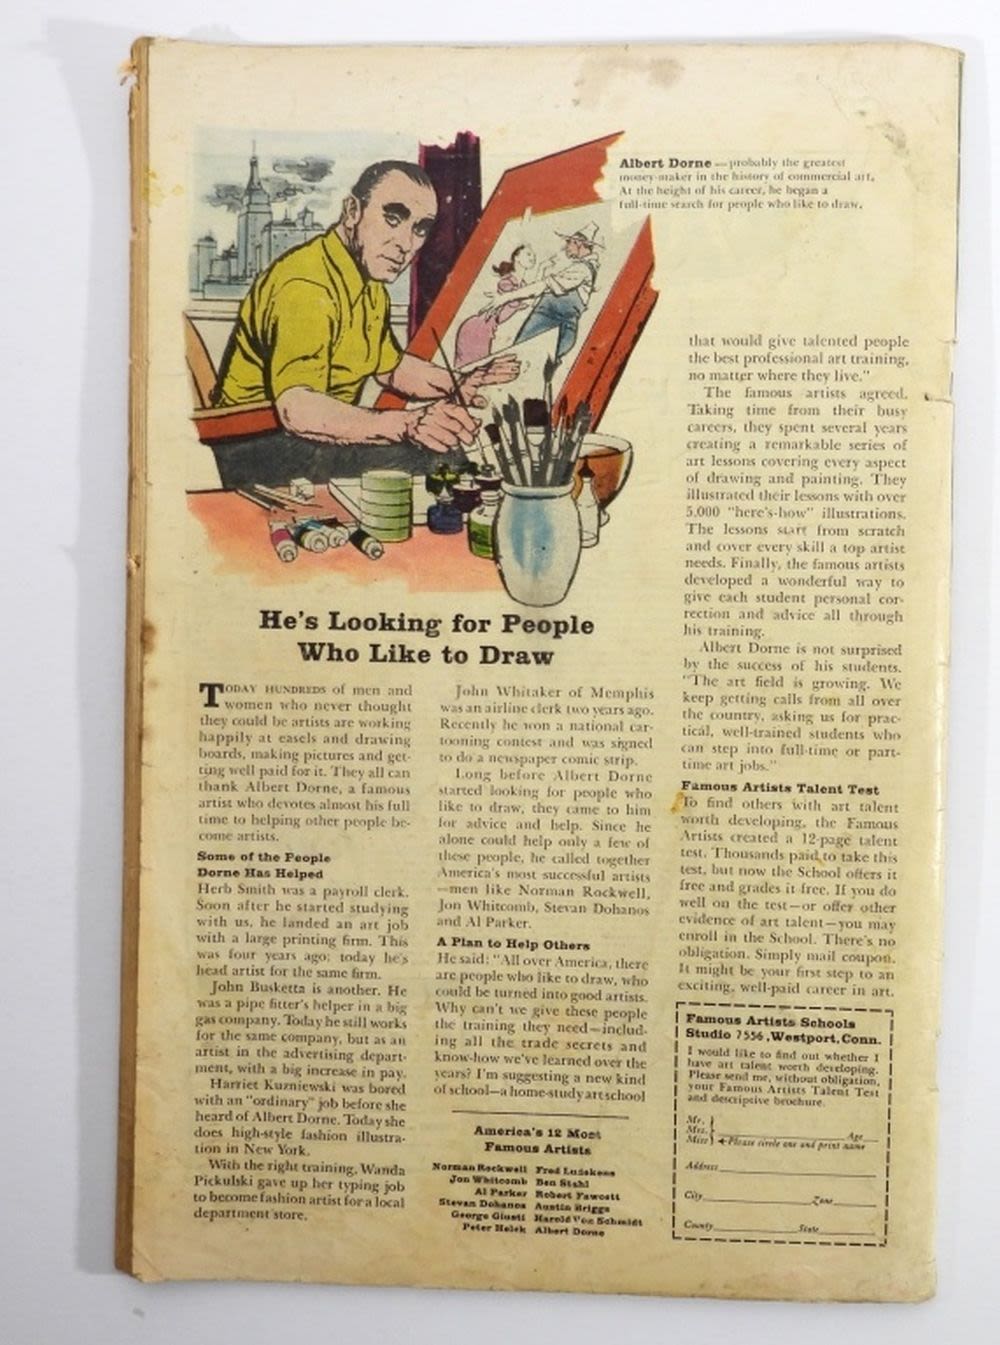 Albert Dorne — probably the greatest
money-maker in the history of commercial art.
At the height of his career, he began a
full-time search for people who like to draw.
He's Looking for People
Who Like to Draw
TODAY HUNDREDS of men and
women who never thought
they could be artists are working
happily at easels and drawing
boards, making pictures and get-
ting well paid for it. They all can
thank Albert Dorne, a famous
artist who devotes almost his full
time to helping other people be-
come artists.
Some of the People
Dorne Has Helped
Herb Smith was a payroll clerk.
Soon after he started studying
with us, he landed an art job
with a large printing firm. This
was four years ago; today he's
head artist for the same firm.
John Busketta is another. He
was a pipe fitter's helper in a big
gas company. Today he still works
for the same company, but as an
artist in the advertising depart-
ment, with a big increase in pay.
Harriet Kuzniewski was bored
with an "ordinary" job before she
heard of Albert Dorne. Today she
does high-style fashion illustra-
tion in New York.
With the right training, Wanda
Pickulski gave up her typing job
to become fashion artist for a local
department store.
John Whitaker of Memphis
was an airline clerk two years ago.
Recently he won a national car-
tooning contest and was signed
to do a newspaper comic strip.
Long before Albert Dorne
started looking for people who
like to draw, they came to him
for advice and help. Since he
alone could help only a few of
these people, he called together
America's most successful artists
—men like Norman Rockwell,
Jon Whitcomb, Stevan Dohanos
and Al Parker.
A Plan to Help Others
He said: "All over America, there
are people who like to draw, who
could be turned into good artists.
Why can't we give these people
the training they need—includ-
ing all the trade secrets and
know-how we've learned over the
years? I'm suggesting a new kind
of school—a home-study art school
America's 12 Most
Famous Artists
Norman Rockwell Fred Ludekens
Jon Whitcomb Ben Stahl
Al Parker Robert Fawcett
Stevan Dohanos Austin Briggs
George Giusti Harold Von Schmidt
Peter Helck Albert Dorne
that would give talented people
the best professional art training,
no matter where they live."
The famous artists agreed.
Taking time from their busy
careers, they spent several years
creating a remarkable series of
art lessons covering every aspect
of drawing and painting. They
illustrated their lessons with over
5,000 "here's-how" illustrations.
The lessons start from scratch
and cover every skill a top artist
needs. Finally, the famous artists
developed a wonderful way to
give each student personal cor-
rection and advice all through
his training.
Albert Dorne is not surprised
by the success of his students.
"The art field is growing. We
keep getting calls from all over
the country, asking us for prac-
tical, well-trained students who
can step into full-time or part-
time art jobs."
Famous Artists Talent Test
To find others with art talent
worth developing, the Famous
Artists created a 12-page talent
test. Thousands paid to take this
test, but now the School offers it
free and grades it free. If you do
well on the test—or offer other
evidence of art talent—you may
enroll in the School. There's no
obligation. Simply mail coupon.
It might be your first step to an
exciting, well-paid career in art.
Famous Artists Schools
Studio 7556, Westport, Conn.
I would like to find out whether I
have art talent worth developing.
Please send me, without obligation,
your Famous Artists Talent Test
and descriptive brochure.
Mr.
Mrs. Age
Miss Please circle one and print name
Address
City Zone
County State